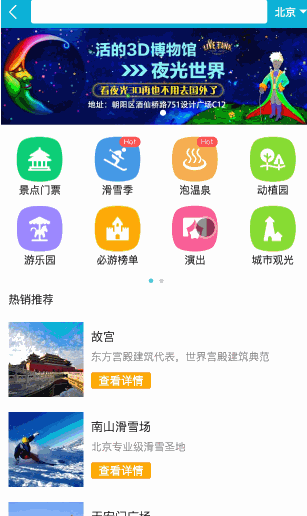 北京
活的3D博物馆
LIVE TANK
>>> 夜光世界
看夜光3D再也不用去国外了
地址：朝阳区酒仙桥路751设计广场C12
Hot
Hot
景点门票
滑雪季
泡温泉
动植园
游乐园
必游榜单
演出
城市观光
热销推荐
故宫
东方宫殿建筑代表，世界宫殿建筑典范
查看详情
南山滑雪场
北京专业级滑雪圣地
查看详情
天安门广场